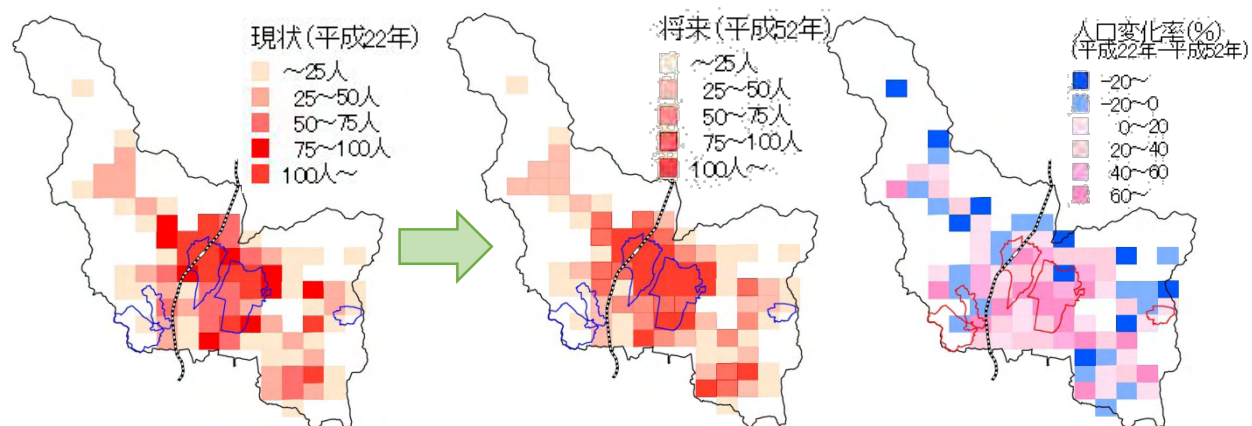 現状(平成22年)
～25人
25～50人
50～75人
75～100人
100人～
将来(平成52年)
～25人
25～50人
50～75人
75～100人
100人～
人口変化率(%)
(平成22年－平成52年)
-20～
-20～0
0～20
20～40
40～60
60～